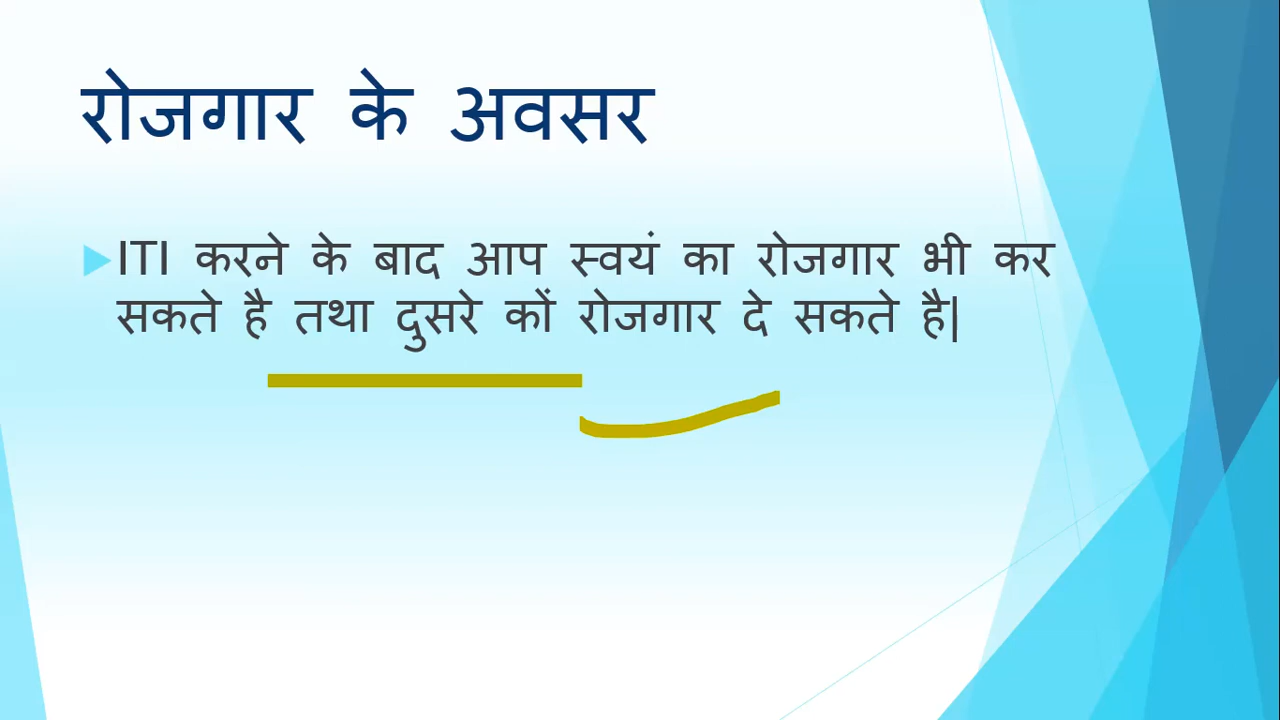 रोजगार के अवसर
ITI करने के बाद आप स्वयं का रोजगार भी कर
सकते है तथा दुसरे कों रोजगार दे सकते है|